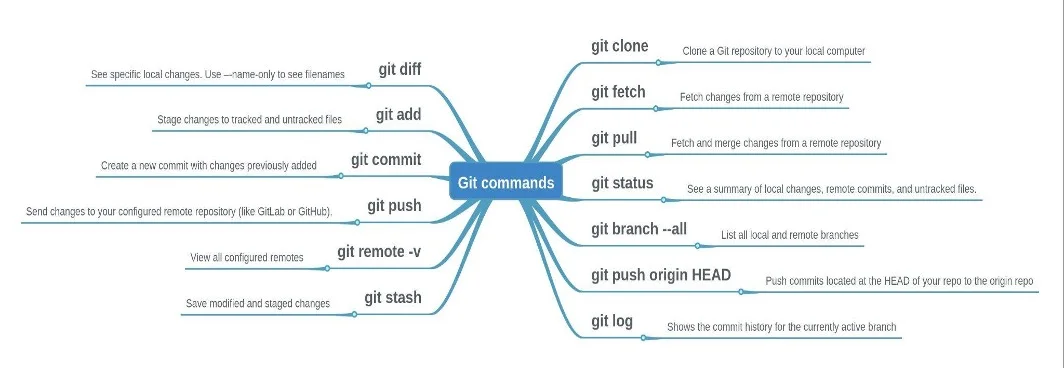 Git commands
git diff
See specific local changes. Use —name-only to see filenames
git add
Stage changes to tracked and untracked files
git commit
Create a new commit with changes previously added
git push
Send changes to your configured remote repository (like GitLab or GitHub).
git remote -v
View all configured remotes
git stash
Save modified and staged changes
git clone
Clone a Git repository to your local computer
git fetch
Fetch changes from a remote repository
git pull
Fetch and merge changes from a remote repository
git status
See a summary of local changes, remote commits, and untracked files.
git branch --all
List all local and remote branches
git push origin HEAD
Push commits located at the HEAD of your repo to the origin repo
git log
Shows the commit history for the currently active branch